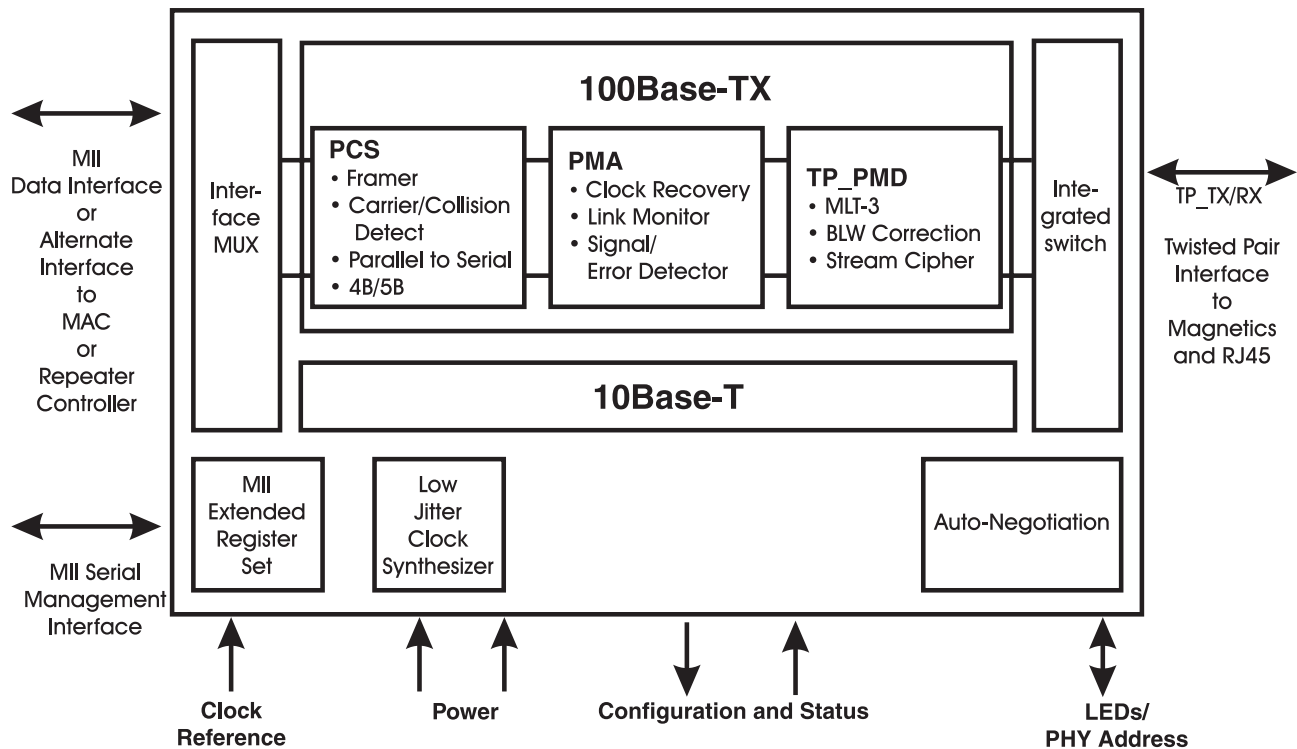 100Base-TX
MII
Data Interface
or
Alternate
Interface
to
MAC
or
Repeater
Controller
Inter-
face
MUX
PCS
• Framer
• Carrier/Collision
Detect
• Parallel to Serial
• 4B/5B
PMA
• Clock Recovery
• Link Monitor
• Signal/
Error Detector
TP_PMD
• MLT-3
• BLW Correction
• Stream Cipher
Inte-
grated
switch
TP_TX/RX
Twisted Pair
Interface
to
Magnetics
and RJ45
10Base-T
MII
Extended
Register
Set
Low
Jitter
Clock
Synthesizer
Auto-Negotiation
MII Serial
Management
Interface
Clock
Reference
Power
Configuration and Status
LEDs/
PHY Address